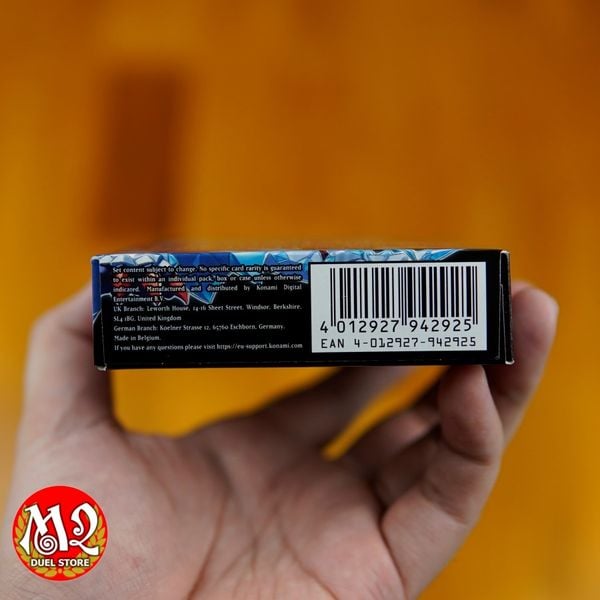 Set content subject to change. No specific card rarity is guaranteed
to exist within an individual pack, box or case unless otherwise
indicated. Manufactured and distributed by Konami Digital
Entertainment B.V.
UK Branch: Leworth House, 14-16 Sheet Street, Windsor, Berkshire,
SL4 1BG, United Kingdom
German Branch: Koelner Strasse 12, 65760 Eschborn, Germany.
Made in Belgium.
If you have any questions please visit https://eu-support.konami.com
4 012927 942925
EAN 4-012927-942925
M2
DUEL STORE